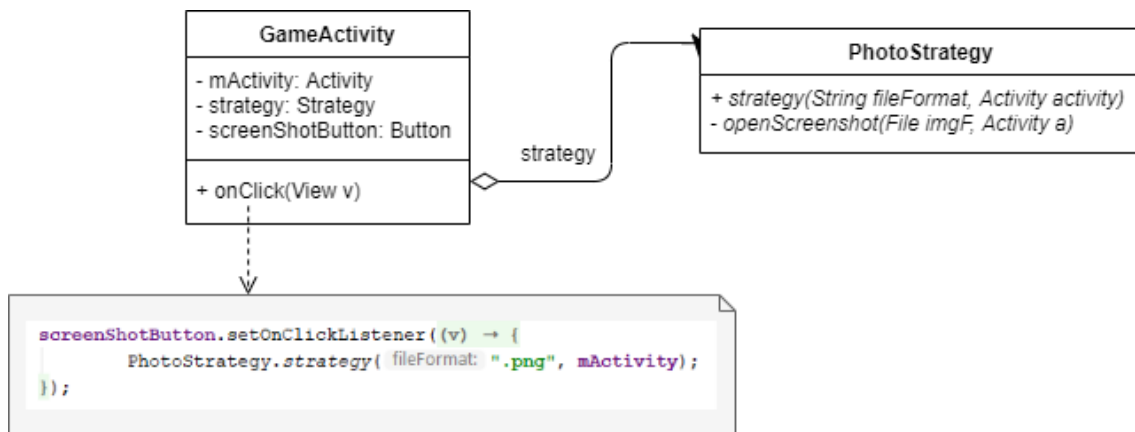 GameActivity
- mActivity: Activity
- strategy: Strategy
- screenShotButton: Button
+ onClick(View v)
strategy
PhotoStrategy
+ strategy(String fileFormat, Activity activity)
- openScreenshot(File imgF, Activity a)
screenShotButton.setOnClickListener((v) → {
PhotoStrategy.strategy( fileFormat: ".png", mActivity);
});